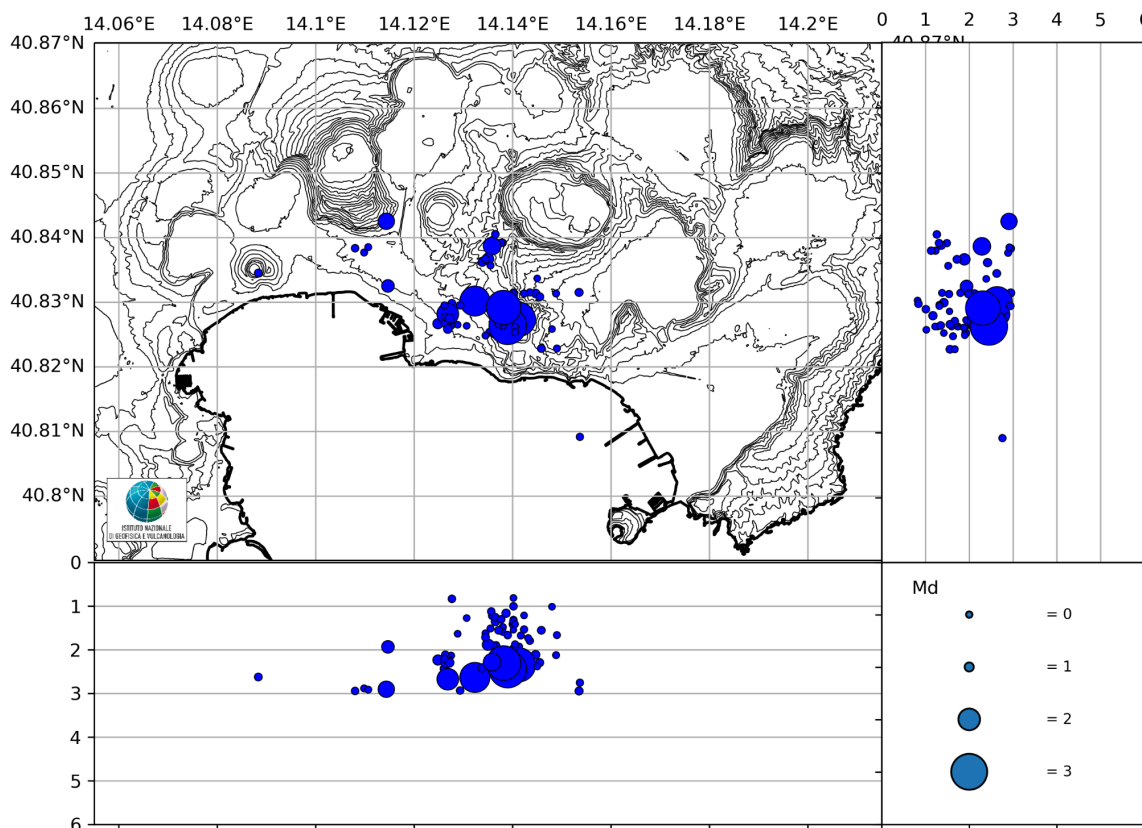 14.06°E 14.08°E 14.1°E 14.12°E 14.14°E 14.16°E 14.18°E 14.2°E 0 1 2 3 4 5
40.87°N
40.86°N
40.85°N
40.84°N
40.83°N
40.82°N
40.81°N
40.8°N
ISTITUTO NAZIONALE
DI GEOFISICA E VULCANOLOGIA
0
1
2
3
4
5
6
Md
= 0
= 1
= 2
= 3